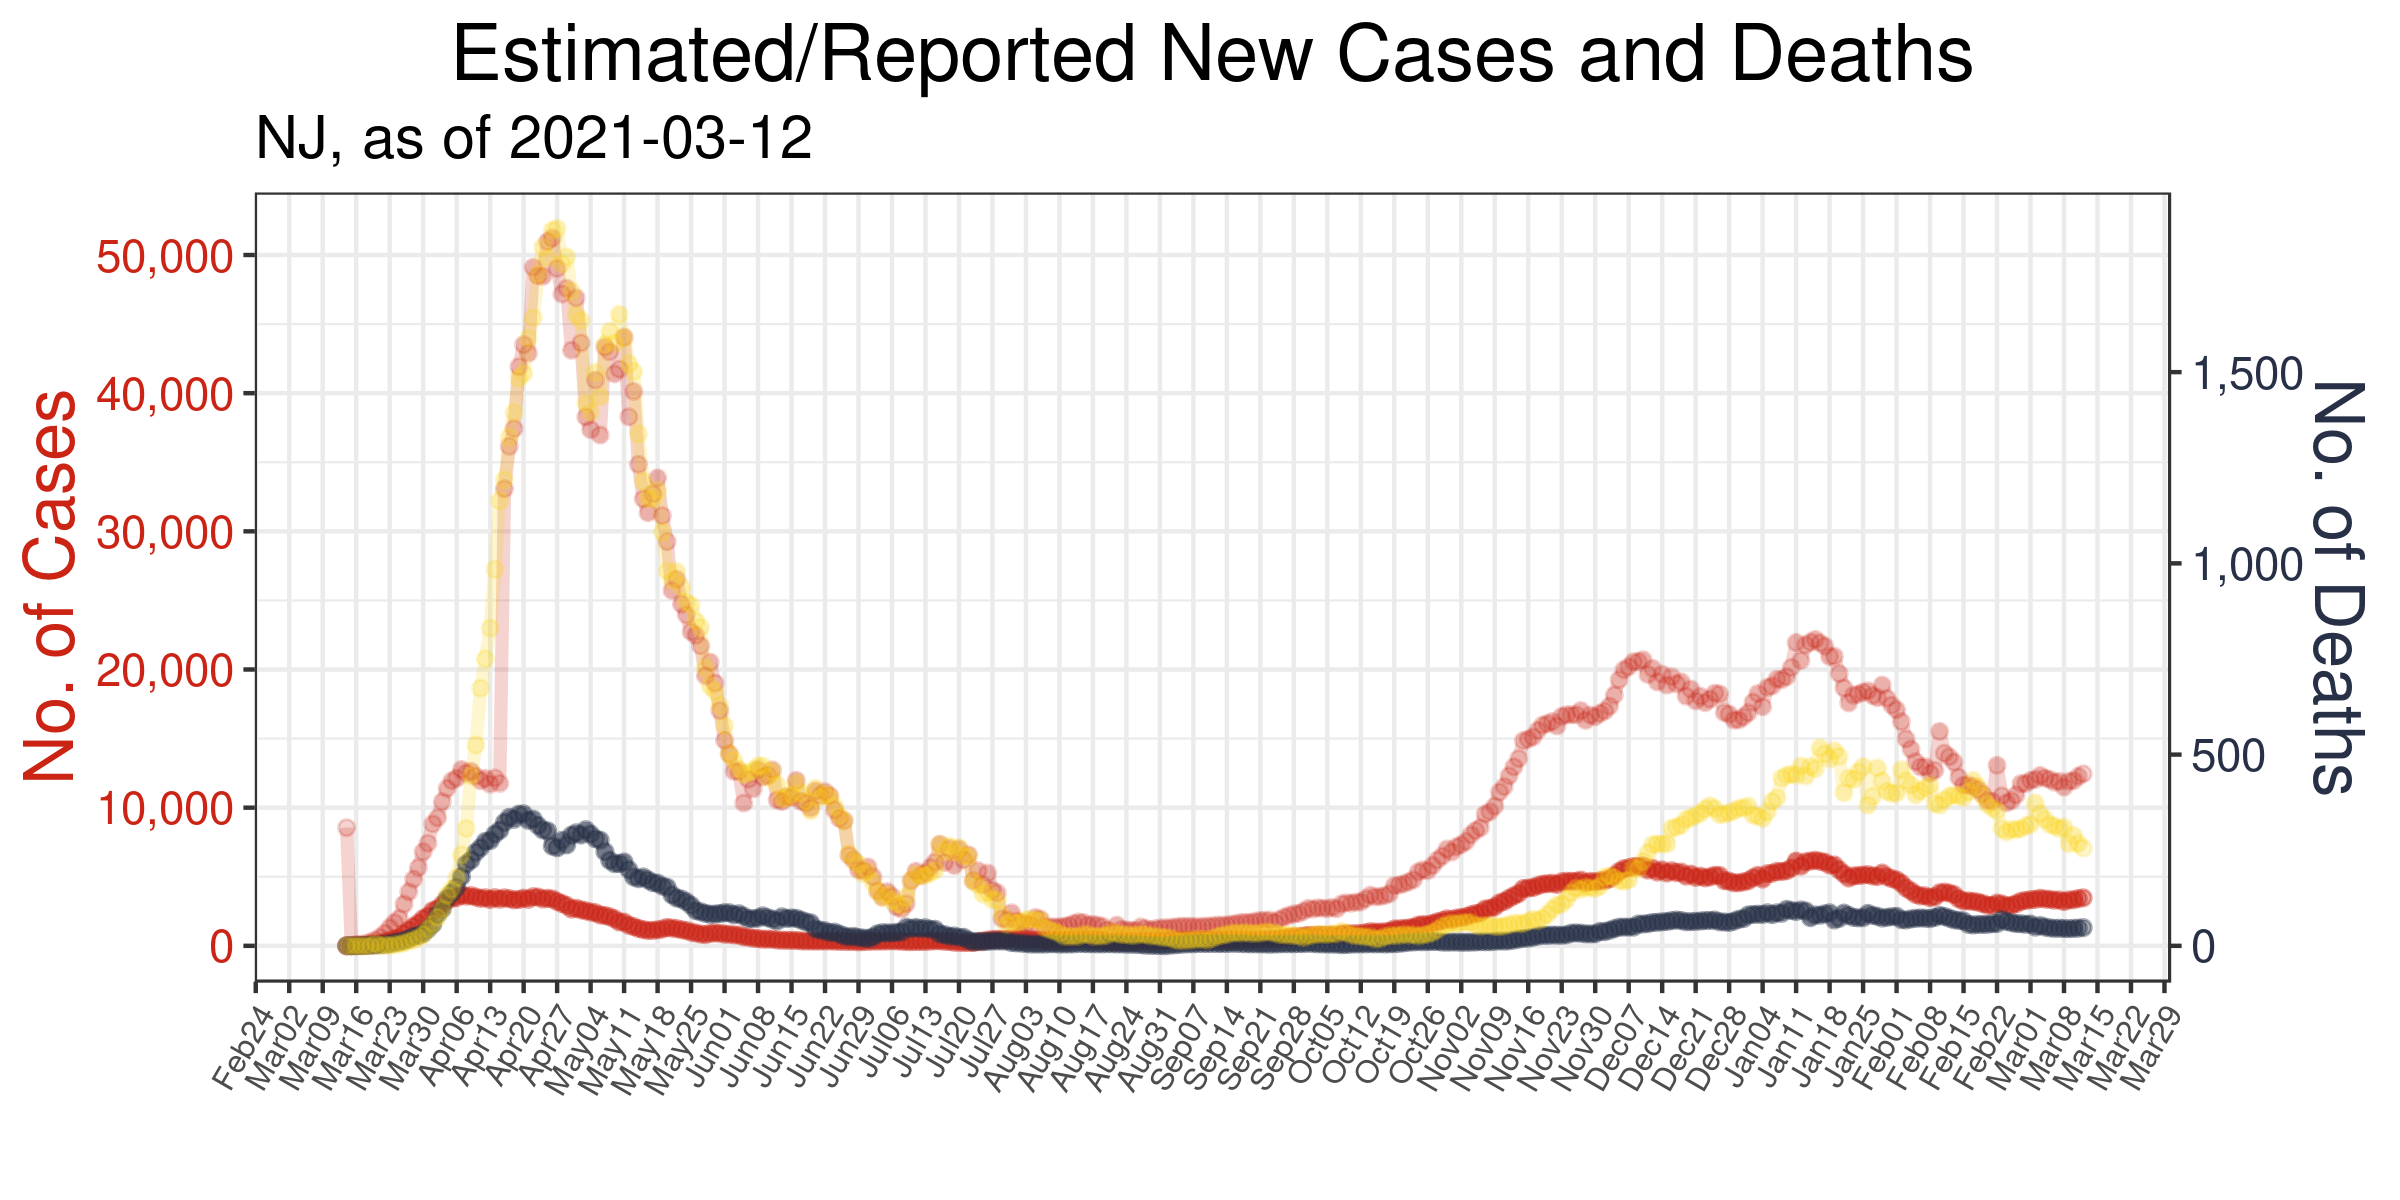 Estimated/Reported New Cases and Deaths
NJ, as of 2021-03-12
No. of Cases
50,000
40,000
30,000
20,000
10,000
0
1,500
1,000
500
0
No. of Deaths
Feb24
Mar02
Mar09
Mar16
Mar23
Mar30
Apr06
Apr13
Apr20
Apr27
May04
May11
May18
May25
Jun01
Jun08
Jun15
Jun22
Jun29
Jul06
Jul13
Jul20
Jul27
Aug03
Aug10
Aug17
Aug24
Aug31
Sep07
Sep14
Sep21
Sep28
Oct05
Oct12
Oct19
Oct26
Nov02
Nov09
Nov16
Nov23
Nov30
Dec07
Dec14
Dec21
Dec28
Jan04
Jan11
Jan18
Jan25
Feb01
Feb08
Feb15
Feb22
Mar01
Mar08
Mar15
Mar22
Mar29